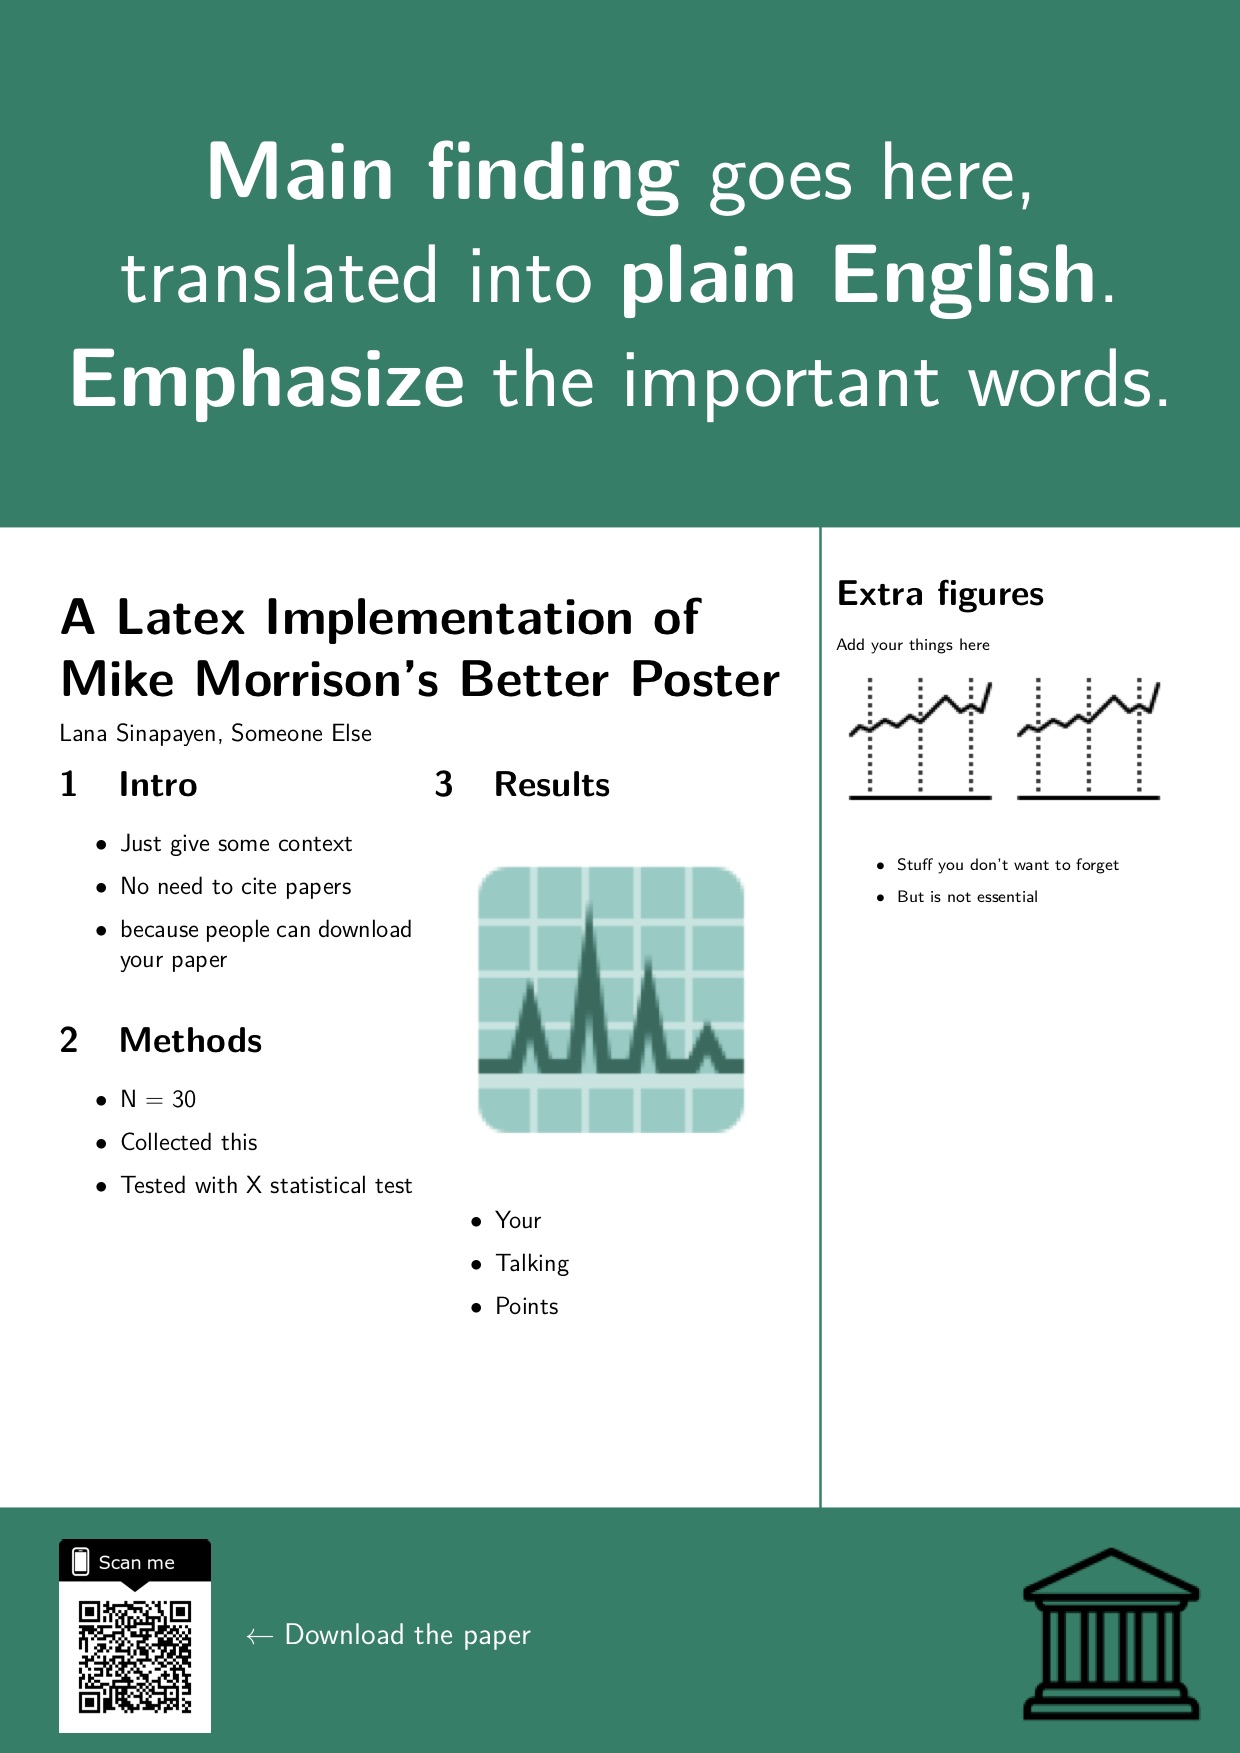 Main finding goes here,
translated into plain English.
Emphasize the important words.
A Latex Implementation of
Mike Morrison's Better Poster
Lana Sinapayen, Someone Else
1 Intro
• Just give some context
• No need to cite papers
• because people can download
your paper
2 Methods
• N = 30
• Collected this
• Tested with X statistical test
3 Results
• Your
• Talking
• Points
Extra figures
Add your things here
• Stuff you don't want to forget
• But is not essential
Scan me
← Download the paper